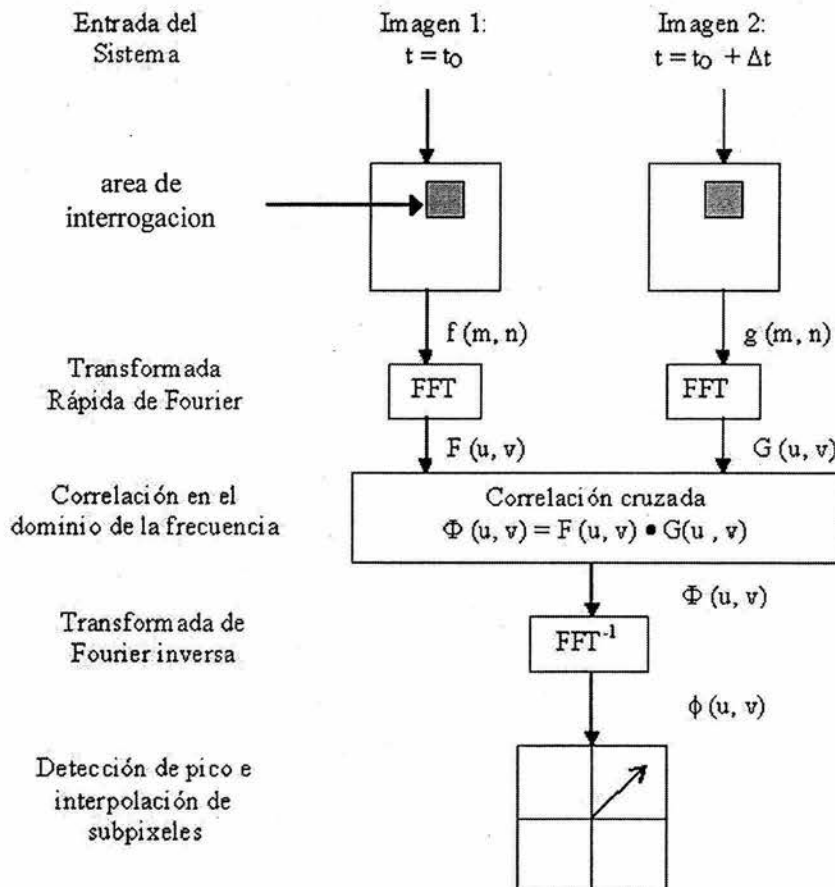 Entrada del
Sistema
Imagen 1:
t = tO
Imagen 2:
t = tO + Δt
area de
interrogacion
f (m, n)
g (m, n)
Transformada
Rápida de Fourier
FFT
FFT
F (u, v)
G (u, v)
Correlación en el
dominio de la frecuencia
Correlación cruzada
Φ (u, v) = F (u, v) • G(u , v)
Φ (u, v)
Transformada de
Fourier inversa
FFT-1
ϕ (u, v)
Detección de pico e
interpolación de
subpixeles